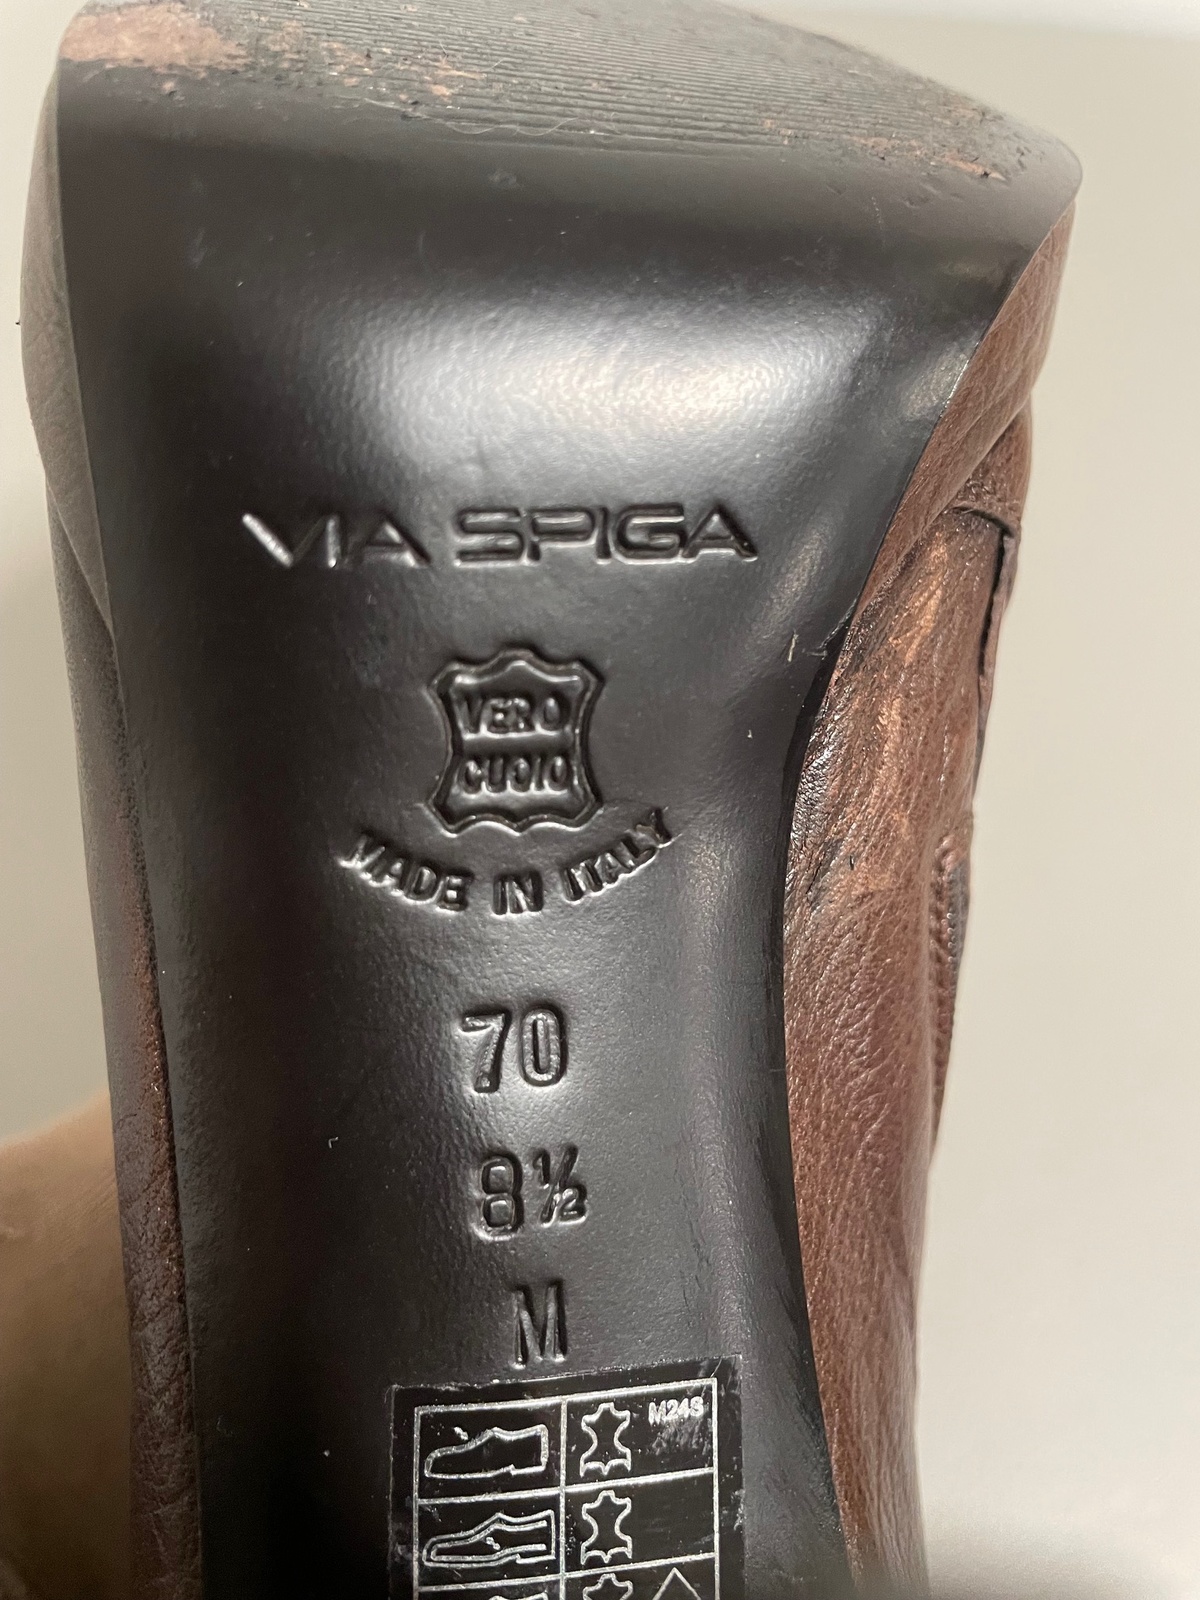 VIA SPIGA
VERO
CUOIO
MADE IN ITALY
70
8½
M
M24S